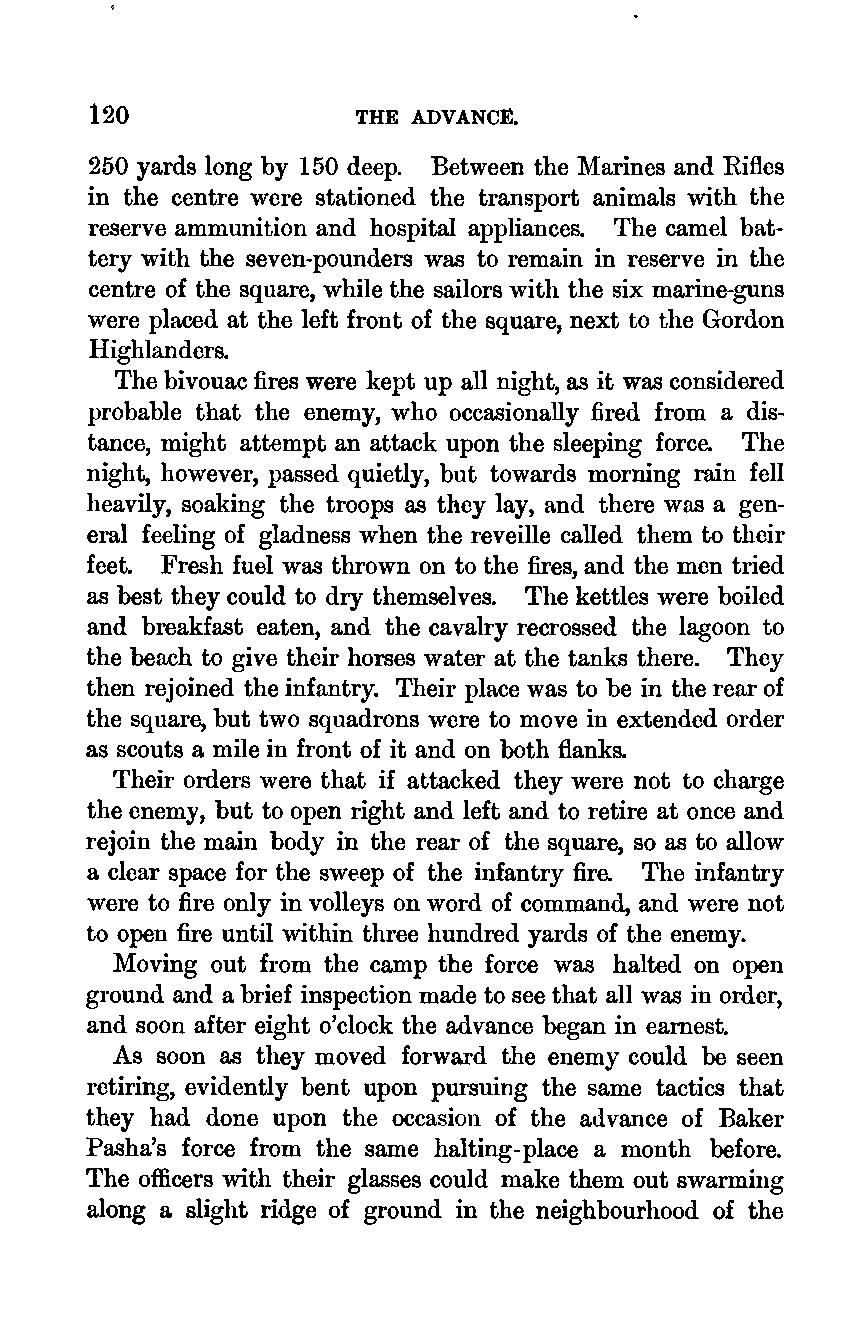 120 THE ADVANCE.
250 yards long by 150 deep. Between the Marines and Rifles
in the centre were stationed the transport animals with the
reserve ammunition and hospital appliances. The camel bat-
tery with the seven-pounders was to remain in reserve in the
centre of the square, while the sailors with the six marine-guns
were placed at the left front of the square, next to the Gordon
Highlanders.
The bivouac fires were kept up all night, as it was considered
probable that the enemy, who occasionally fired from a dis-
tance, might attempt an attack upon the sleeping force. The
night, however, passed quietly, but towards morning rain fell
heavily, soaking the troops as they lay, and there was a gen-
eral feeling of gladness when the reveille called them to their
feet. Fresh fuel was thrown on to the fires, and the men tried
as best they could to dry themselves. The kettles were boiled
and breakfast eaten, and the cavalry recrossed the lagoon to
the beach to give their horses water at the tanks there. They
then rejoined the infantry. Their place was to be in the rear of
the square, but two squadrons were to move in extended order
as scouts a mile in front of it and on both flanks.
Their orders were that if attacked they were not to charge
the enemy, but to open right and left and to retire at once and
rejoin the main body in the rear of the square, so as to allow
a clear space for the sweep of the infantry fire. The infantry
were to fire only in volleys on word of command, and were not
to open fire until within three hundred yards of the enemy.
Moving out from the camp the force was halted on open
ground and a brief inspection made to see that all was in order,
and soon after eight o'clock the advance began in earnest.
As soon as they moved forward the enemy could be seen
retiring, evidently bent upon pursuing the same tactics that
they had done upon the occasion of the advance of Baker
Pasha's force from the same halting-place a month before.
The officers with their glasses could make them out swarming
along a slight ridge of ground in the neighbourhood of the